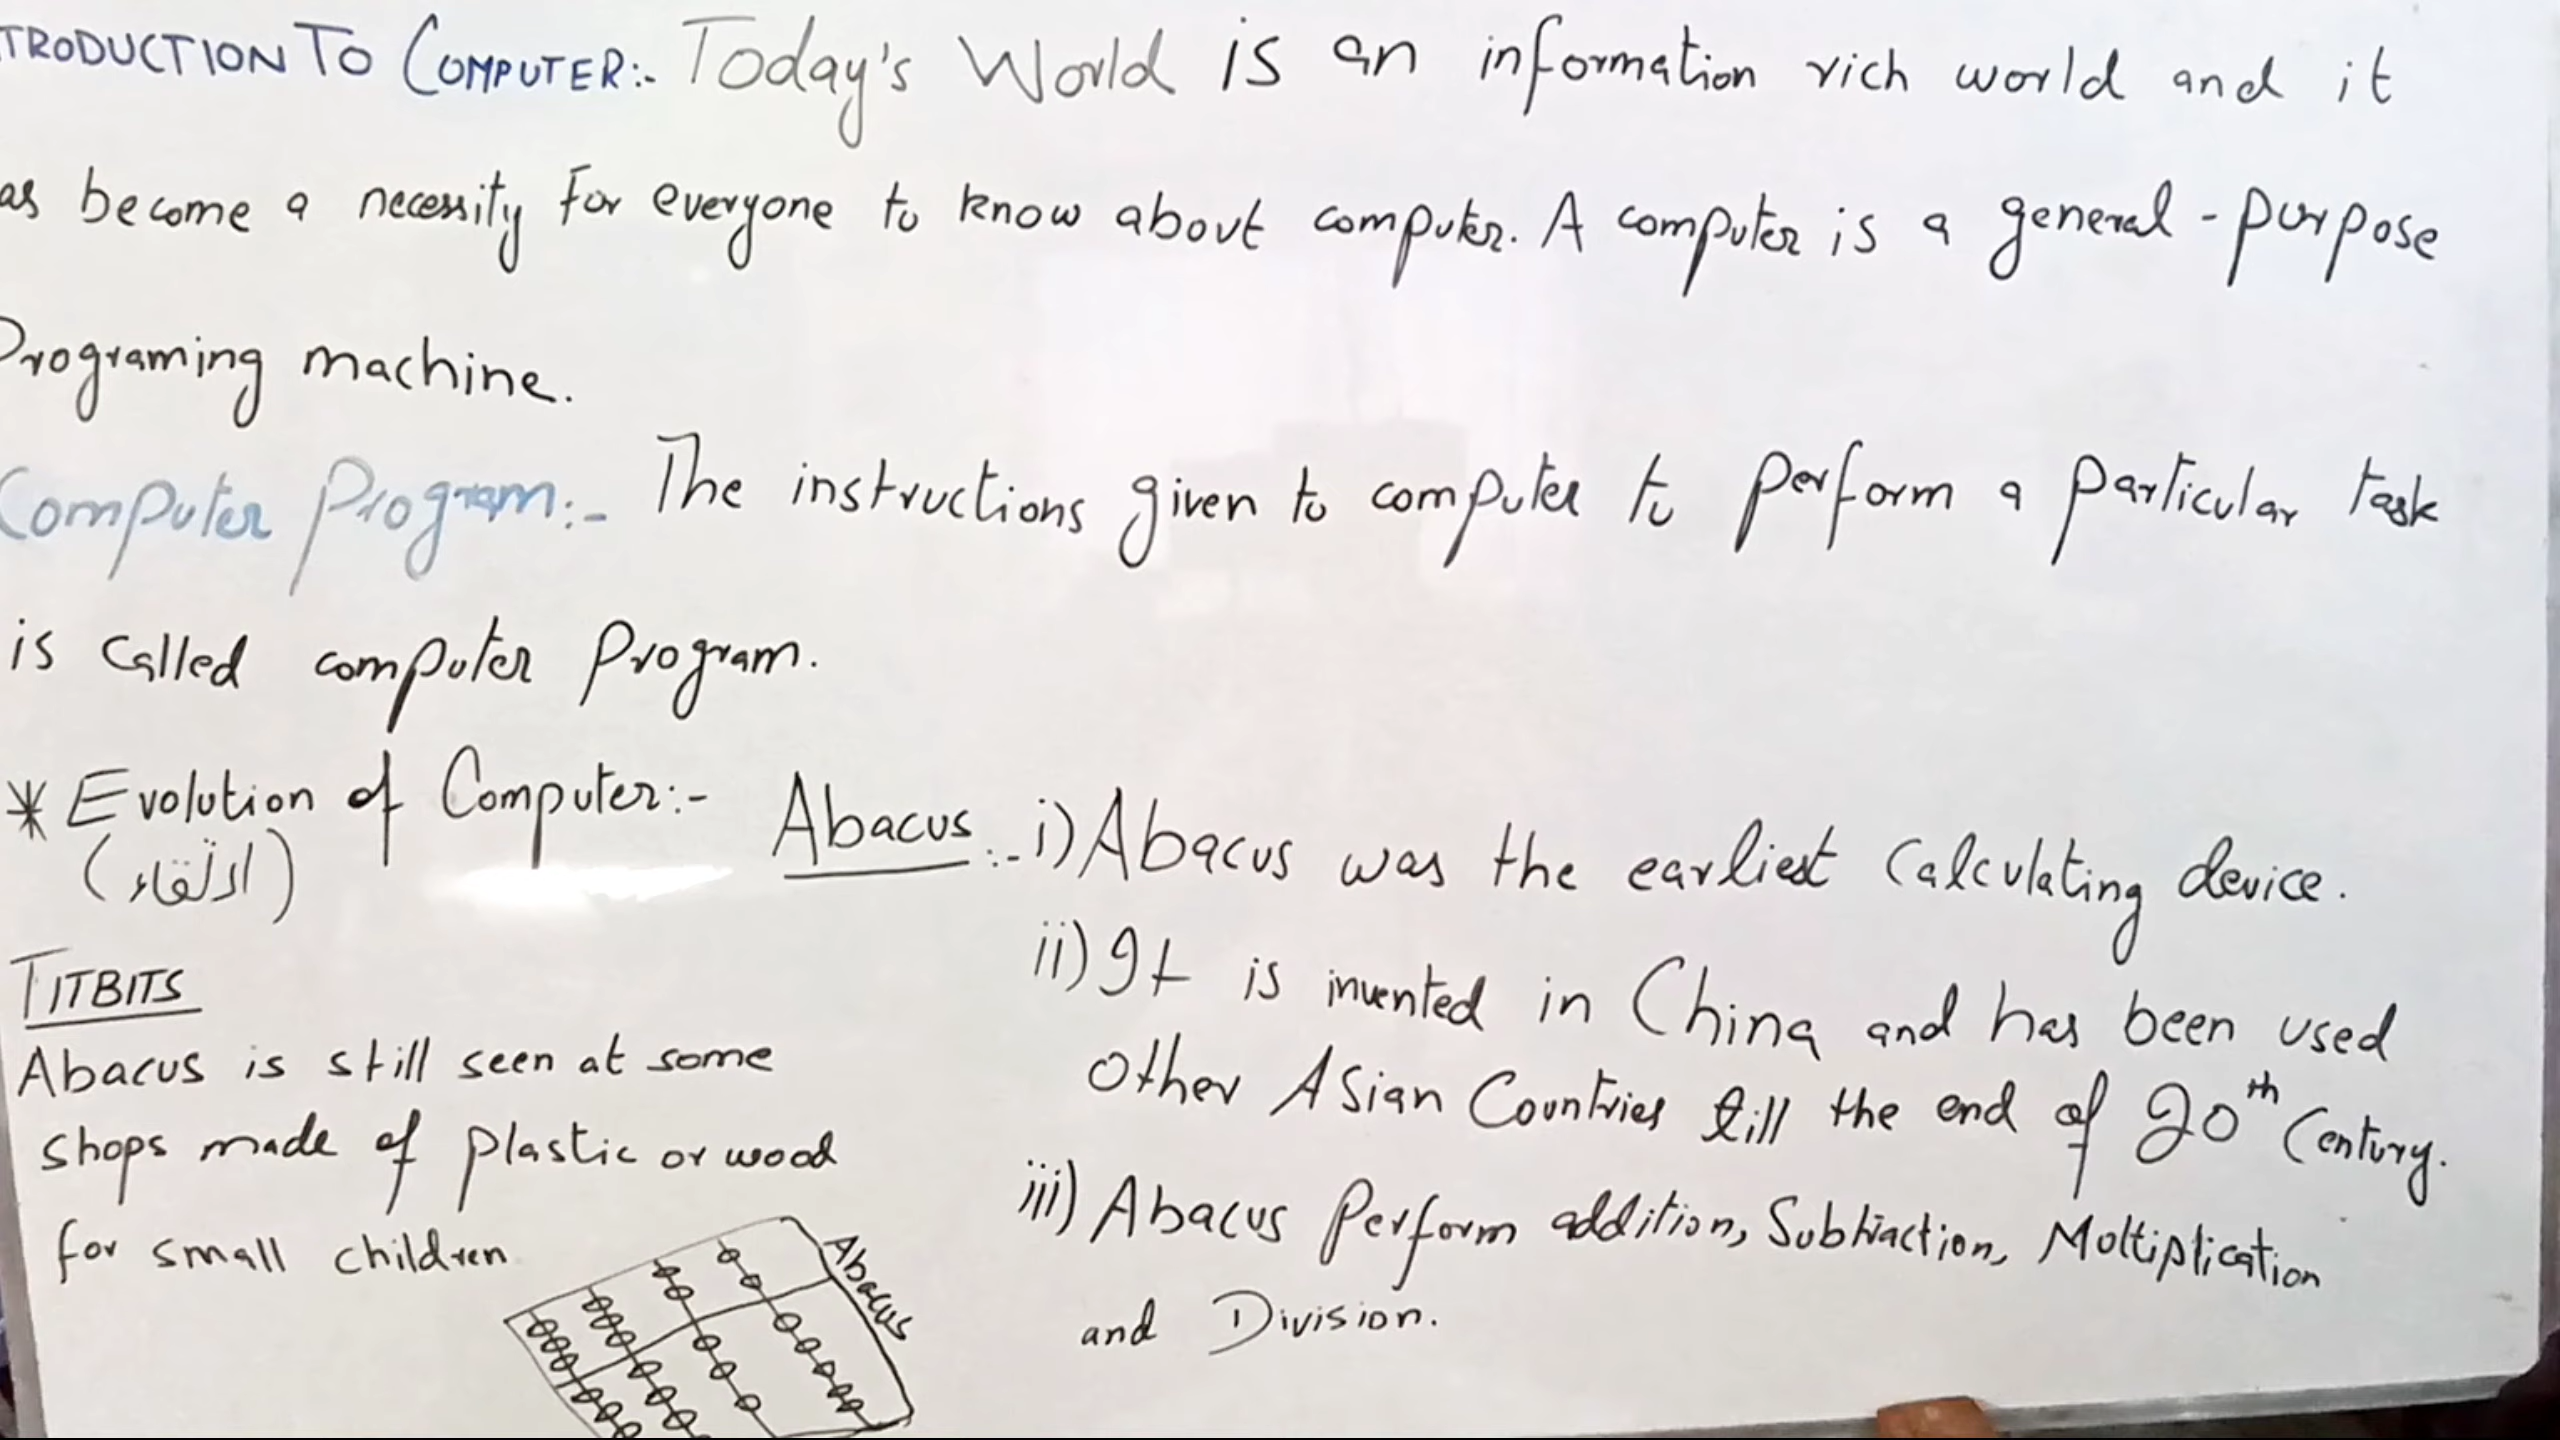 TRODUCTION TO COMPUTER:- Today's World is an information rich world and it
as become a necessity for everyone to know about computer. A computer is a general-purpose
Programing machine.
Computer Program:- The instructions given to computer to perform a particular task
is called computer Program.
* Evolution of Computer:-
(ارتقاء)
Abacus:- i) Abacus was the earliest Calculating device.
ii) It is invented in China and has been used
other Asian Countries till the end of 20th Century.
iii) Abacus Perform addition, Subtraction, Moltiplication
and Division.
TITBITS
Abacus is still seen at some
shops made of plastic or wood
for small children
Abacus